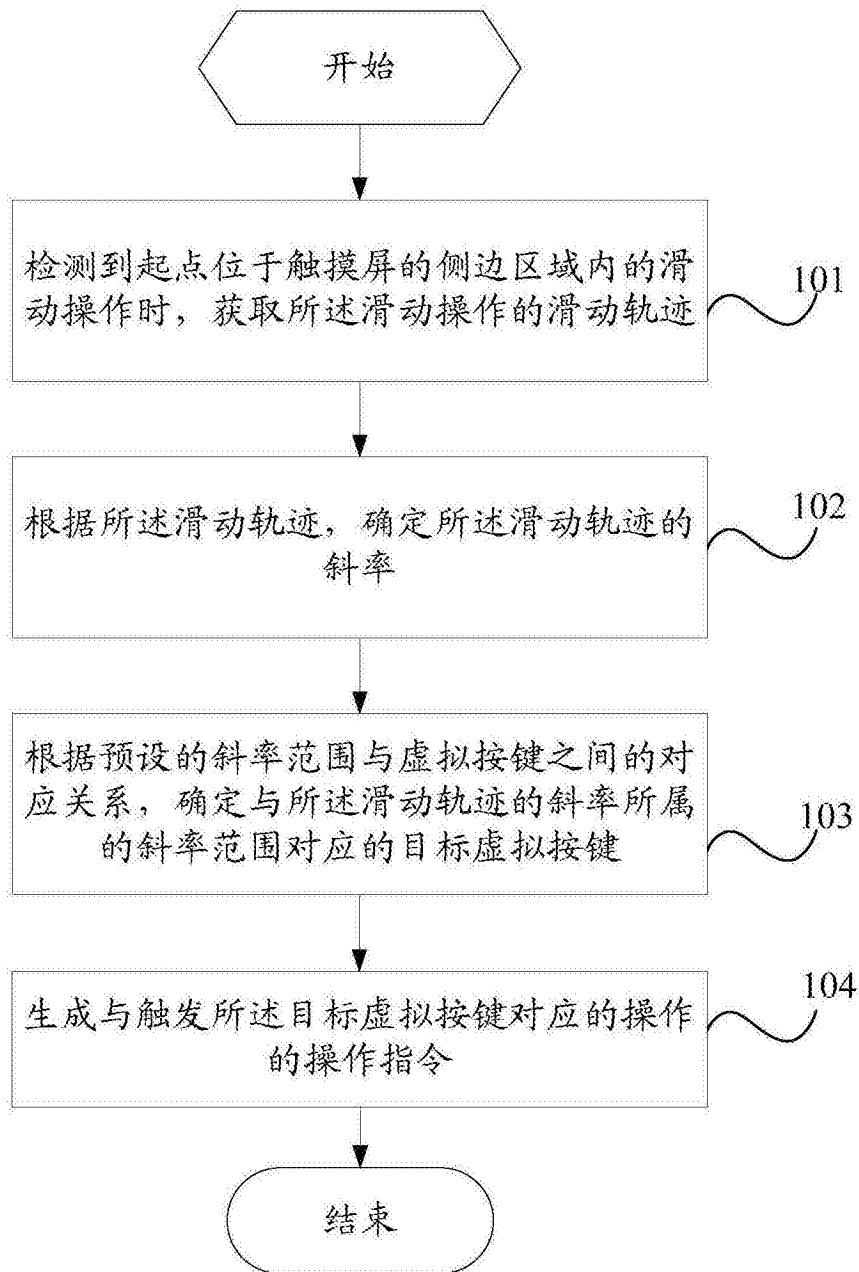 开始
检测到起点位于触摸屏的侧边区域内的滑
动操作时，获取所述滑动操作的滑动轨迹
101
根据所述滑动轨迹，确定所述滑动轨迹的
斜率
102
根据预设的斜率范围与虚拟按键之间的对
应关系，确定与所述滑动轨迹的斜率所属
的斜率范围对应的目标虚拟按键
103
生成与触发所述目标虚拟按键对应的操作
的操作指令
104
结束